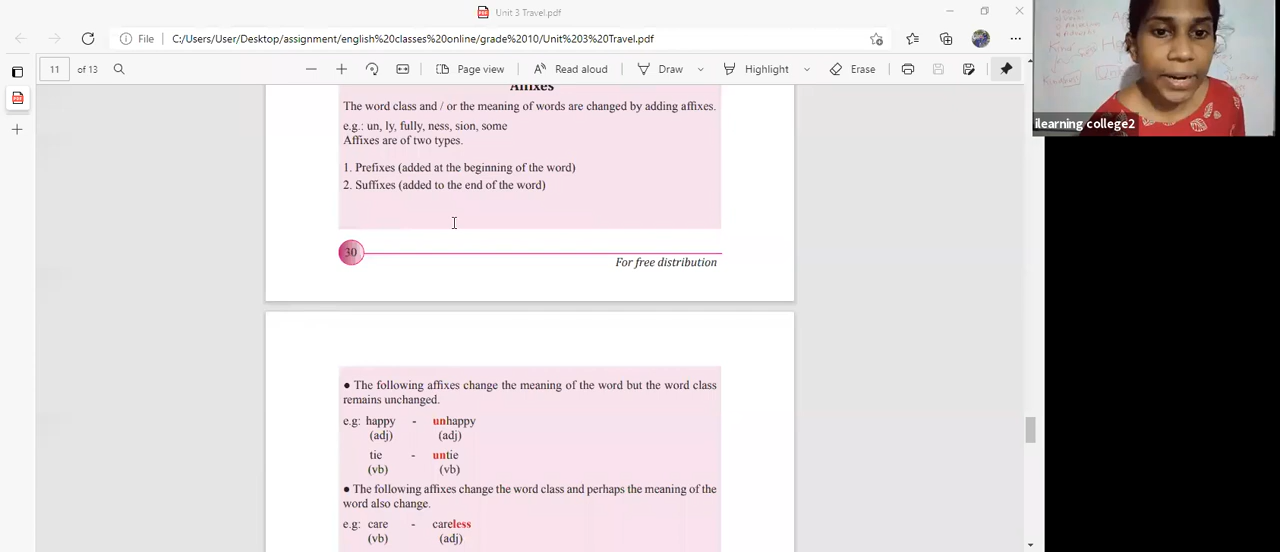 Unit 3 Travel.pdf
File
C:/Users/User/Desktop/assignment/english%20/classes%20online/grade%2010/Unit%203%20Travel.pdf
11 of 13
Page view
Read aloud
Draw
Highlight
Erase
ilearning college2
Affixes
The word class and / or the meaning of words are changed by adding affixes.
e.g.: un, ly, fully, ness, sion, some
Affixes are of two types.
1. Prefixes (added at the beginning of the word)
2. Suffixes (added to the end of the word)
30
For free distribution
● The following affixes change the meaning of the word but the word class
remains unchanged.
e.g: happy - unhappy
(adj) (adj)
tie - untie
(vb) (vb)
● The following affixes change the word class and perhaps the meaning of the
word also change.
e.g: care - careless
(vb) (adj)